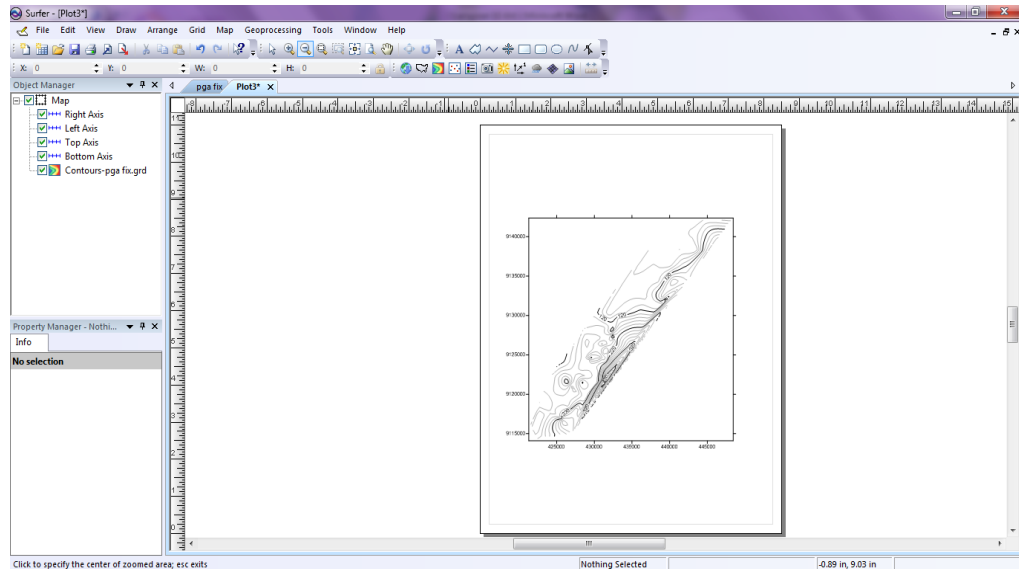 Surfer - [Plot3*]
File Edit View Draw Arrange Grid Map Geoprocessing Tools Window Help
X: 0 Y: 0 W: 0 H: 0
Object Manager
pga fix Plot3*
Map
Right Axis
Left Axis
Top Axis
Bottom Axis
Contours-pga fix.grd
9140000
9135000
9130000
9125000
9120000
9115000
425000 430000 435000 440000 445000
120
120
Property Manager - Nothi...
Info
No selection
Click to specify the center of zoomed area; esc exits Nothing Selected -0.89 in, 9.03 in